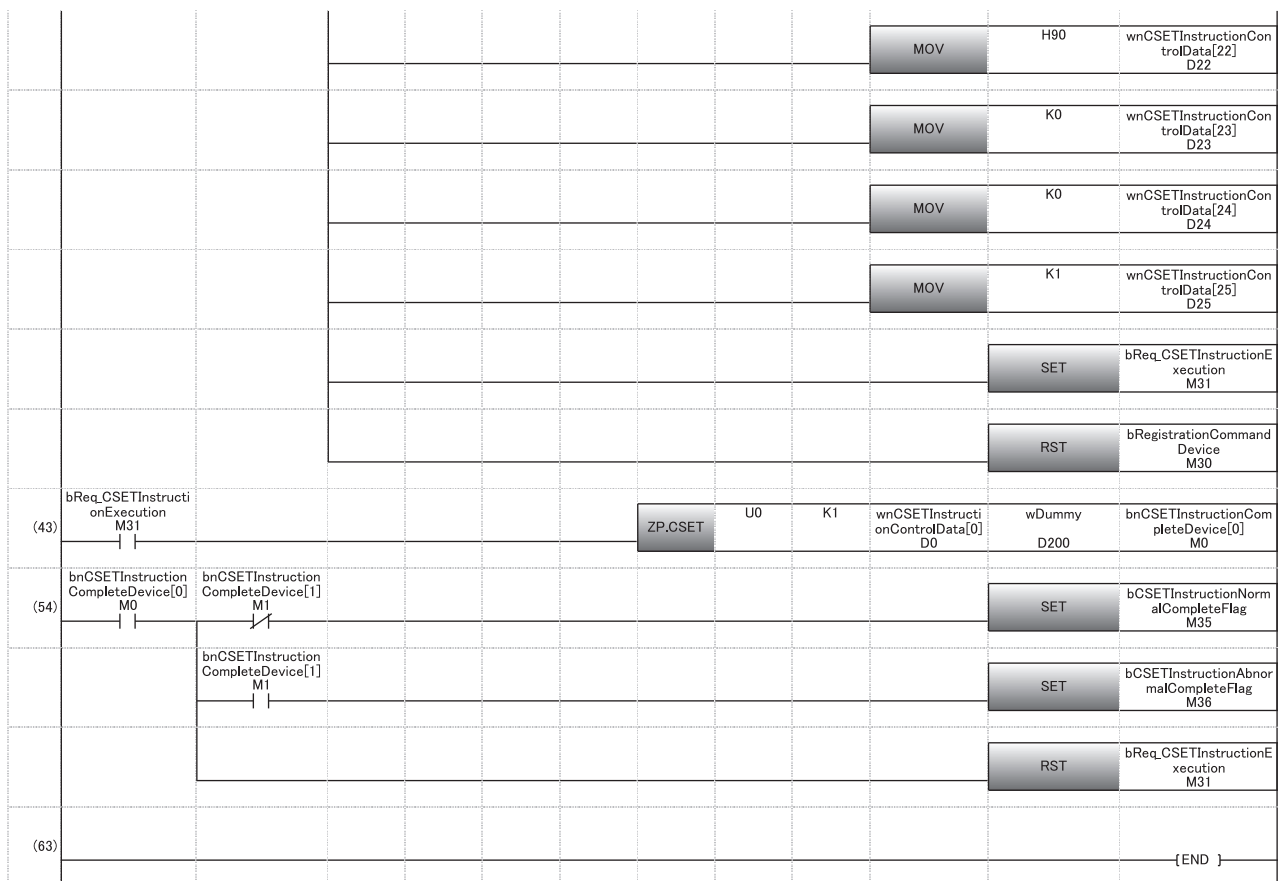 MOV
H90
wnCSETInstructionCon
trolData[22]
D22
MOV
K0
wnCSETInstructionCon
trolData[23]
D23
MOV
K0
wnCSETInstructionCon
trolData[24]
D24
MOV
K1
wnCSETInstructionCon
trolData[25]
D25
SET
bReq_CSETInstructionE
xecution
M31
RST
bRegistrationCommand
Device
M30
(43)
bReq_CSETInstructi
onExecution
M31
ZP.CSET
U0
K1
wnCSETInstructi
onControlData[0]
D0
wDummy
D200
bnCSETInstructionCom
pleteDevice[0]
M0
(54)
bnCSETInstruction
CompleteDevice[0]
M0
bnCSETInstruction
CompleteDevice[1]
M1
SET
bCSETInstructionNorm
alCompleteFlag
M35
bnCSETInstruction
CompleteDevice[1]
M1
SET
bCSETInstructionAbnor
malCompleteFlag
M36
RST
bReq_CSETInstructionE
xecution
M31
(63)
[END ]